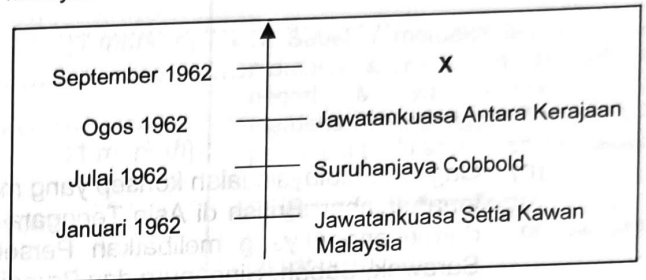 September 1962 X
Ogos 1962 Jawatankuasa Antara Kerajaan
Julai 1962 Suruhanjaya Cobbold
Januari 1962 Jawatankuasa Setia Kawan
Malaysia